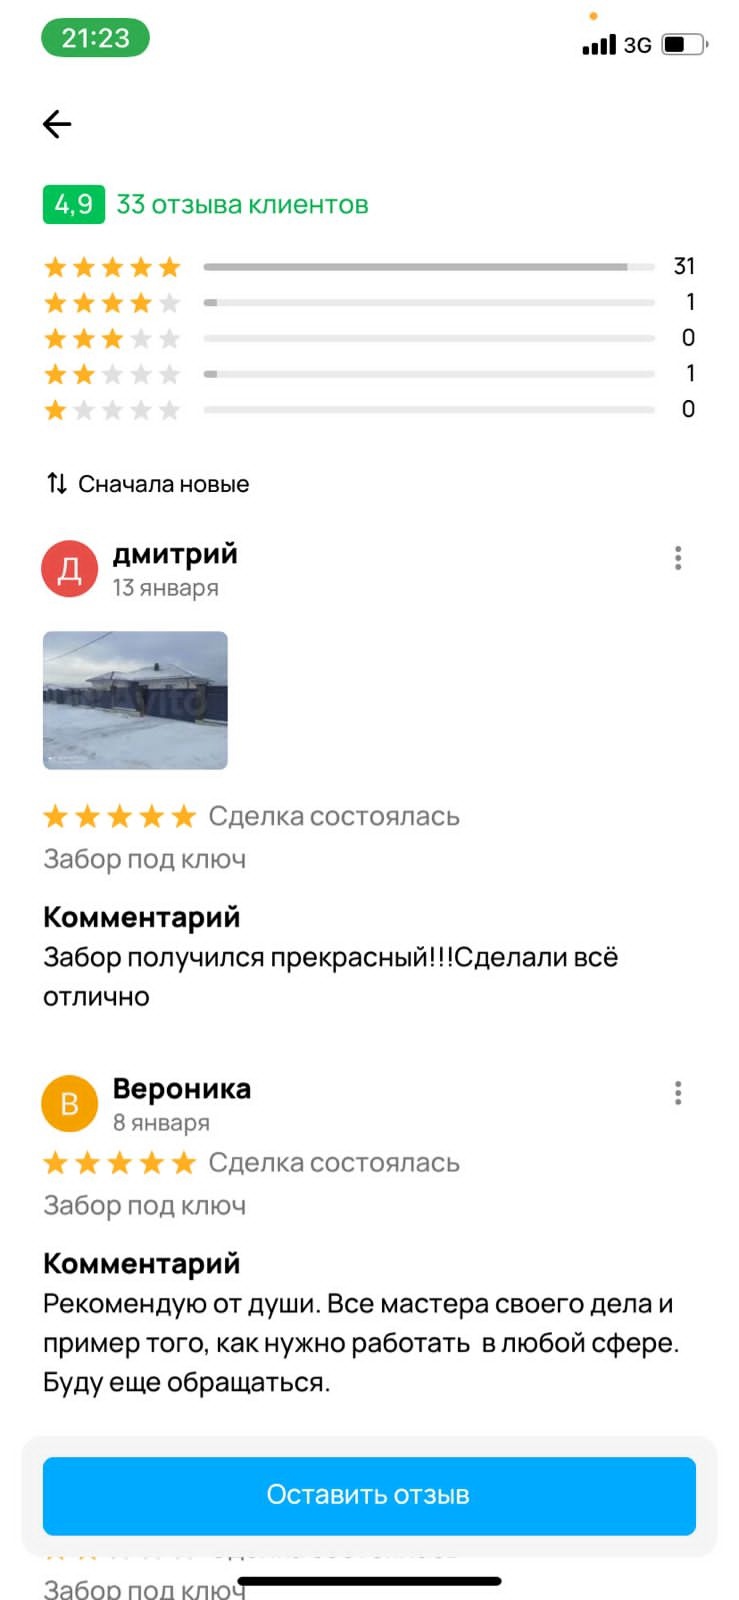 21:23
3G
4,9 33 отзыва клиентов
31
1
0
1
0
Сначала новые
Д
дмитрий
13 января
Avito
Сделка состоялась
Забор под ключ
Комментарий
Забор получился прекрасный!!!Сделали всё
отлично
В
Вероника
8 января
Сделка состоялась
Забор под ключ
Комментарий
Рекомендую от души. Все мастера своего дела и
пример того, как нужно работать в любой сфере.
Буду еще обращаться.
Оставить отзыв
Забор под ключ